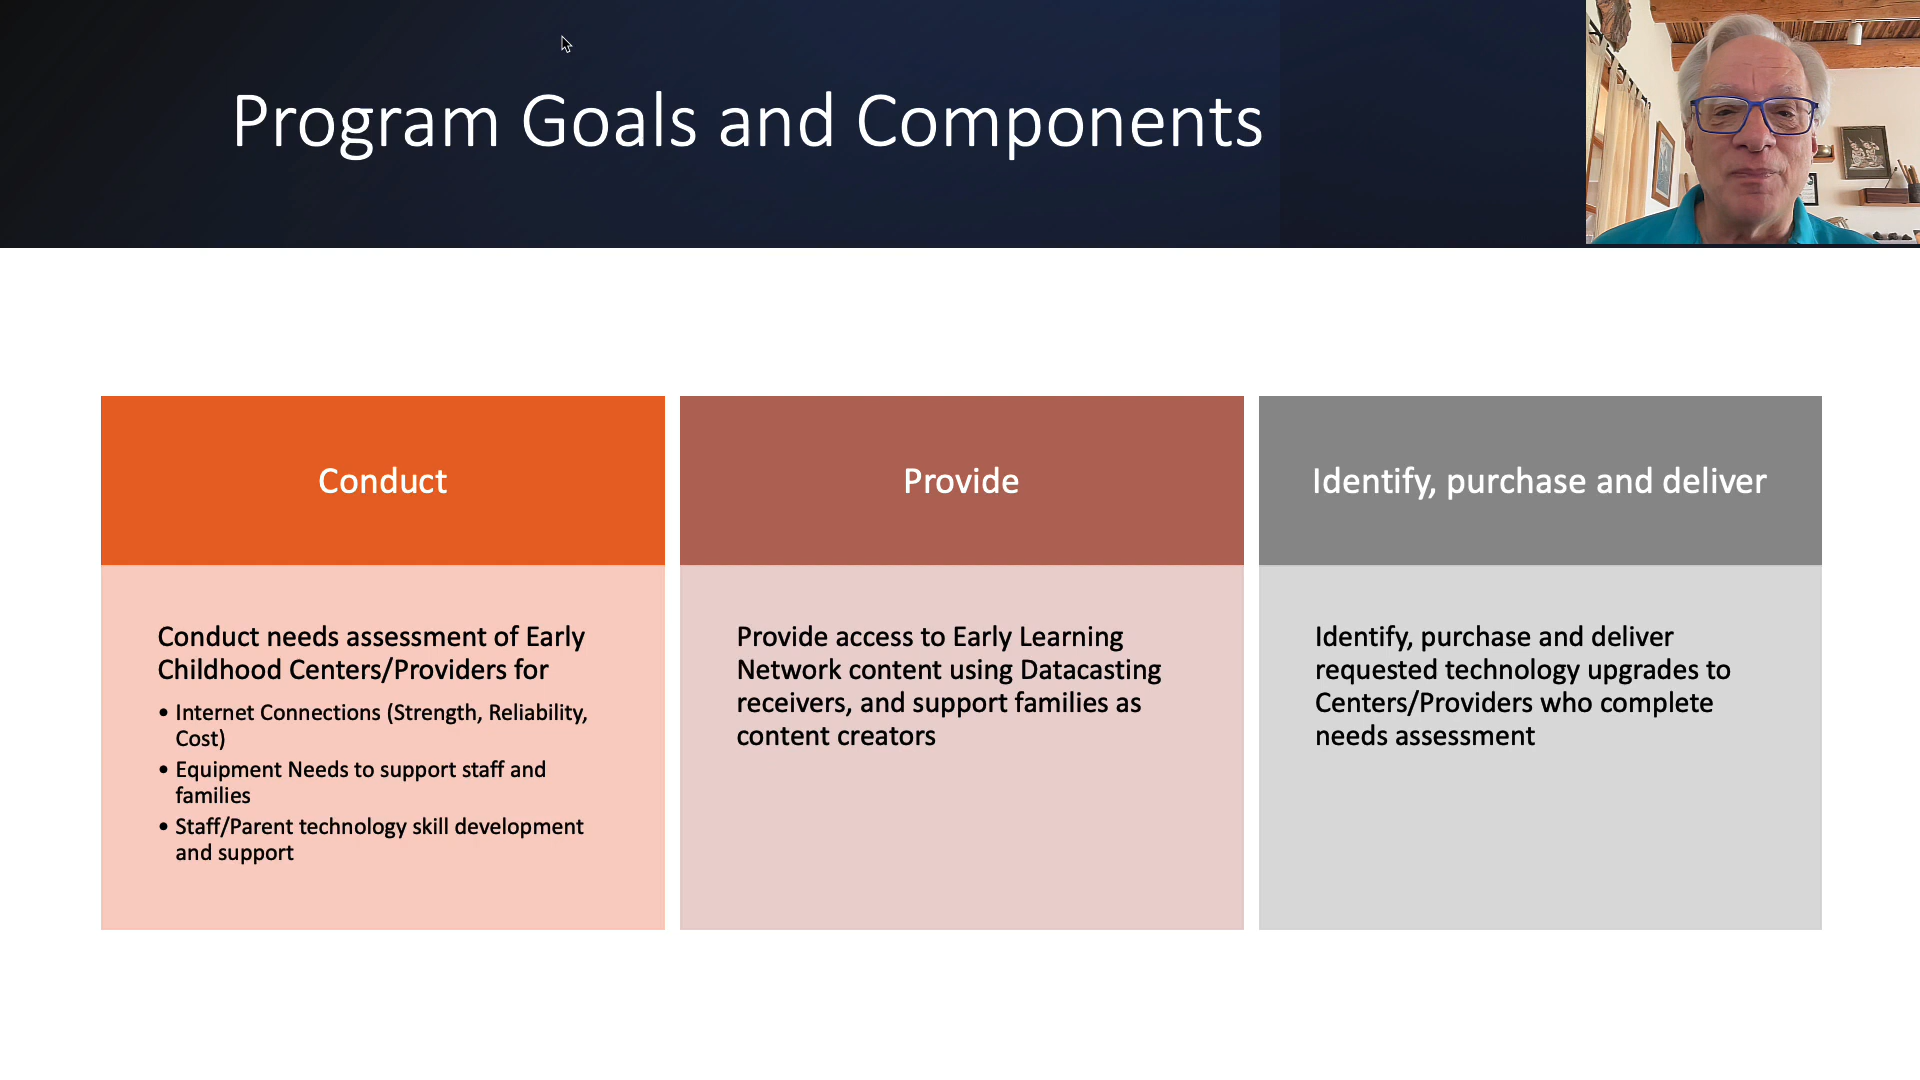 Program Goals and Components
Conduct
Conduct needs assessment of Early
Childhood Centers/Providers for
• Internet Connections (Strength, Reliability,
Cost)
• Equipment Needs to support staff and
families
• Staff/Parent technology skill development
and support
Provide
Provide access to Early Learning
Network content using Datacasting
receivers, and support families as
content creators
Identify, purchase and deliver
Identify, purchase and deliver
requested technology upgrades to
Centers/Providers who complete
needs assessment